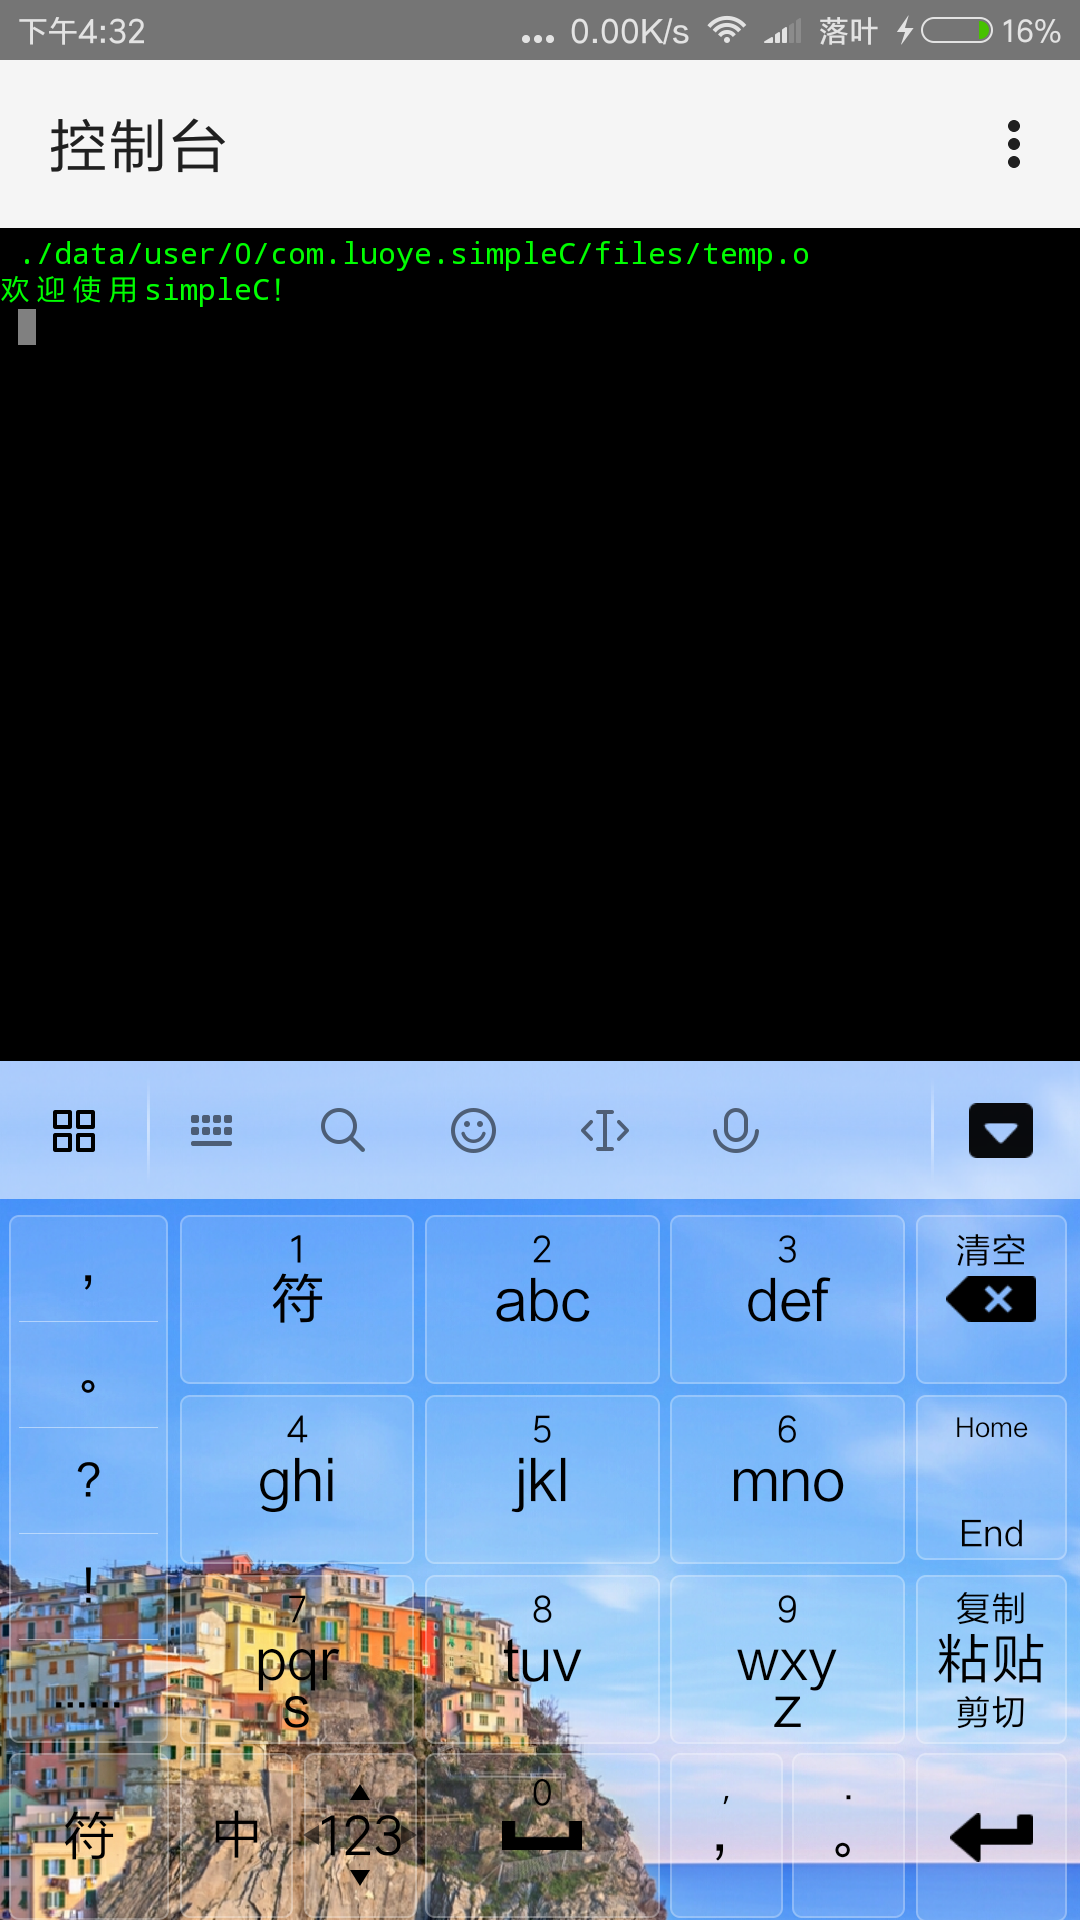 下午4:32 ... 0.00K/s 落叶 16%
控制台
./data/user/0/com.luoye.simpleC/files/temp.o
欢迎使用simpleC!
， 1 2 3 清空
符 abc def
。 4 5 6 Home
? ghi jkl mno End
! 7 8 9 复制
pqr tuv wxy 粘贴
...... s z 剪切
0 ′ ·
符 中 123 ， 。